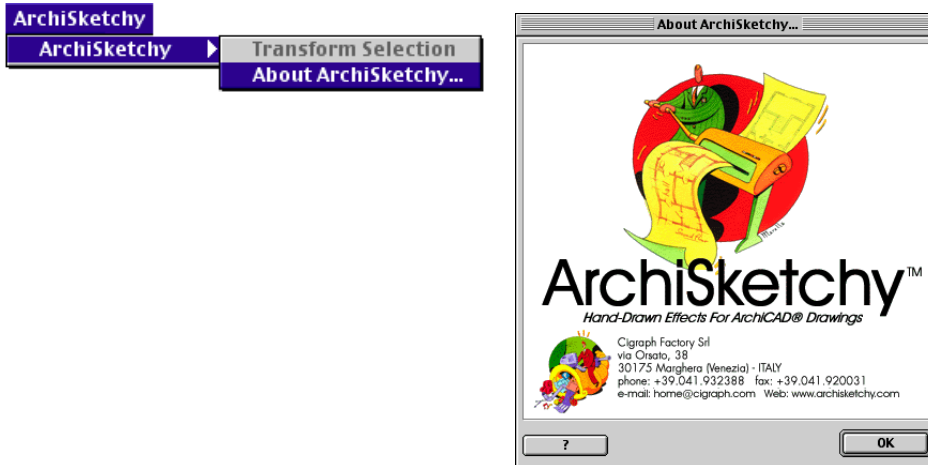 ArchiSketchy
ArchiSketchy
Transform Selection
About ArchiSketchy...
About ArchiSketchy...
ArchiSketchy™
Hand-Drawn Effects For ArchiCAD® Drawings
Cigraph Factory Srl
via Orsato, 38
30175 Marghera (Venezia) - ITALY
phone: +39.041.932388 fax: +39.041.920031
e-mail: home@cigraph.com Web: www.archisketchy.com
?
OK